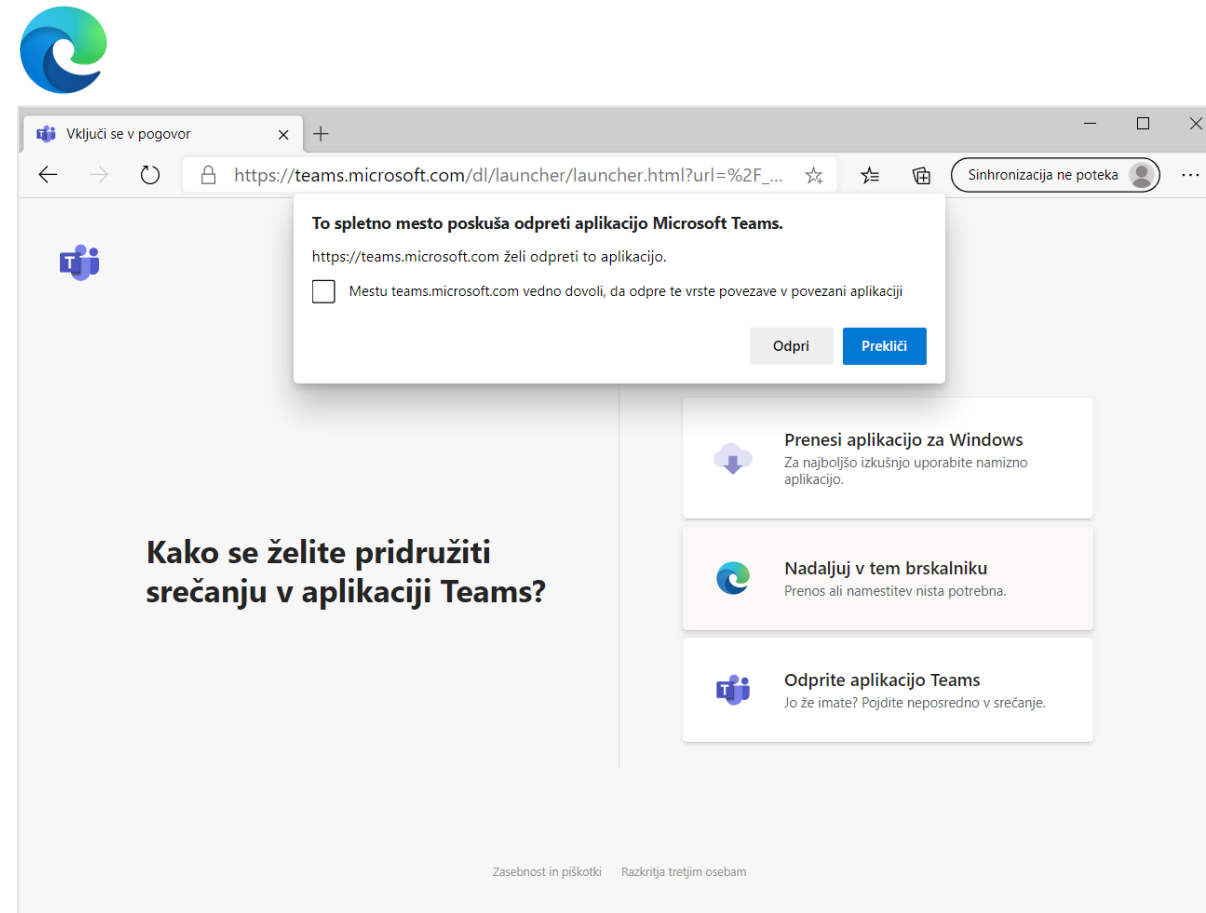 Vključi se v pogovor
https://teams.microsoft.com/dl/launcher/launcher.html?url=%2F_...
Sinhronizacija ne poteka
To spletno mesto poskuša odpreti aplikacijo Microsoft Teams.
https://teams.microsoft.com želi odpreti to aplikacijo.
Mestu teams.microsoft.com vedno dovoli, da odpre te vrste povezave v povezani aplikaciji
Odpri
Prekliči
Kako se želite pridružiti
srečanju v aplikaciji Teams?
Prenesi aplikacijo za Windows
Za najboljšo izkušnjo uporabite namizno
aplikacijo.
Nadaljuj v tem brskalniku
Prenos ali namestitev nista potrebna.
Odprite aplikacijo Teams
Jo že imate? Pojdite neposredno v srečanje.
Zasebnost in piškotki
Razkritja tretjim osebam